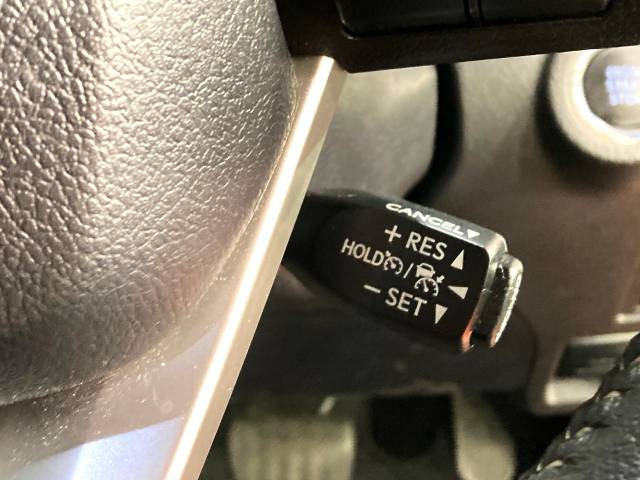 CANCEL▼
+ RES ▲
HOLD / ◀
− SET ▼